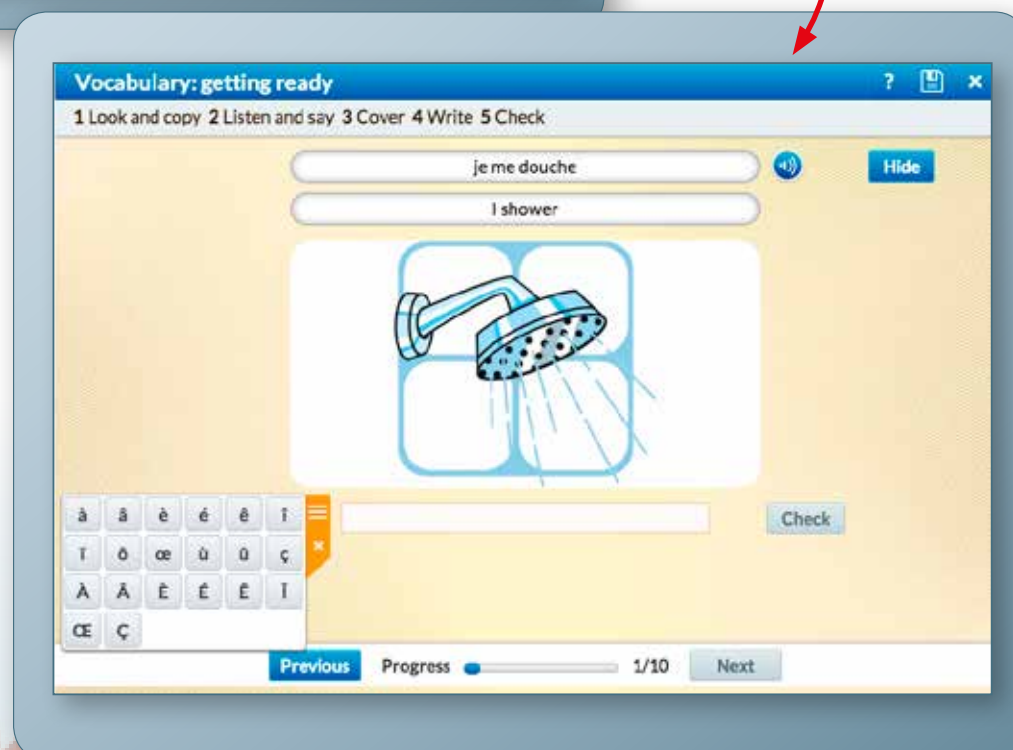 Vocabulary: getting ready ? ×
1 Look and copy 2 Listen and say 3 Cover 4 Write 5 Check
je me douche Hide
I shower
à â è é ê î
ï ô œ ù û ç Check
À Â È É Ê Ï
Œ Ç
Previous Progress 1/10 Next